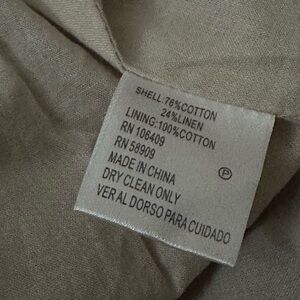 SHELL:76%COTTON
24%LINEN
LINING:100%COTTON
RN 106409
RN 58909
MADE IN CHINA
DRY CLEAN ONLY
VER AL DORSO PARA CUIDADO
P